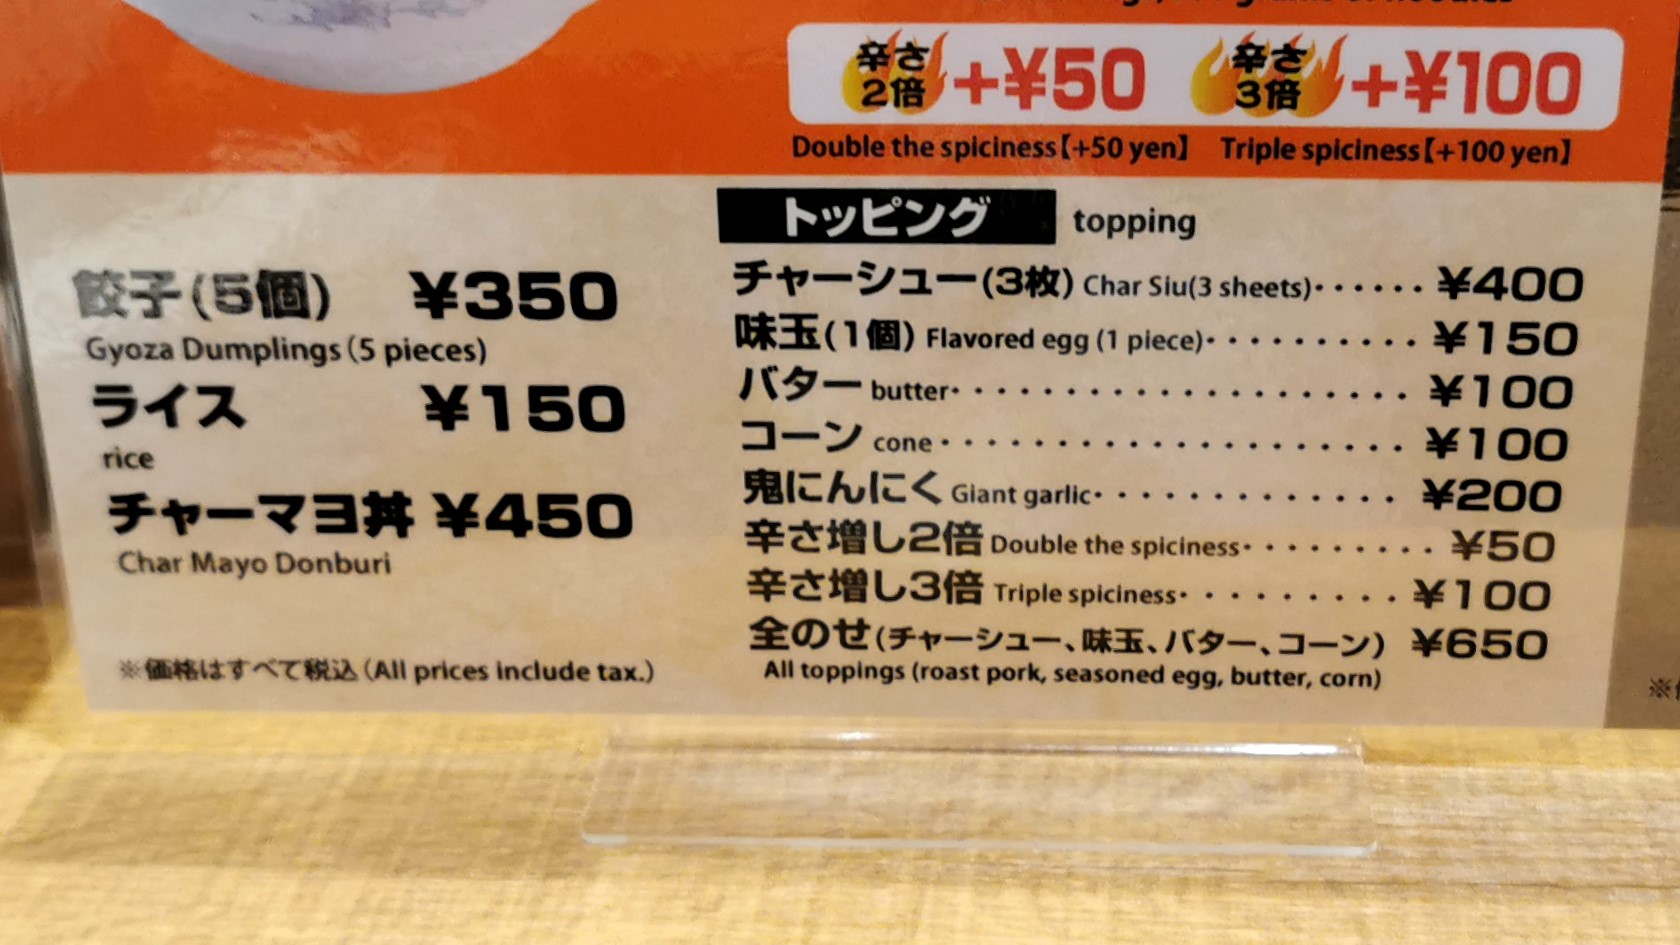 辛さ2倍 +¥50 辛さ3倍 +¥100
Double the spiciness【+50 yen】 Triple spiciness【+100 yen】
餃子(5個) ¥350
Gyoza Dumplings(5 pieces)
ライス ¥150
rice
チャーマヨ丼 ¥450
Char Mayo Donburi
※価格はすべて税込(All prices include tax.)
トッピング topping
チャーシュー(3枚) Char Siu(3 sheets)······ ¥400
味玉(1個) Flavored egg (1 piece)·········· ¥150
バター butter··················· ¥100
コーン cone···················· ¥100
鬼にんにく Giant garlic············· ¥200
辛さ増し2倍 Double the spiciness········· ¥50
辛さ増し3倍 Triple spiciness·········· ¥100
全のせ(チャーシュー、味玉、バター、コーン) ¥650
All toppings (roast pork, seasoned egg, butter, corn)